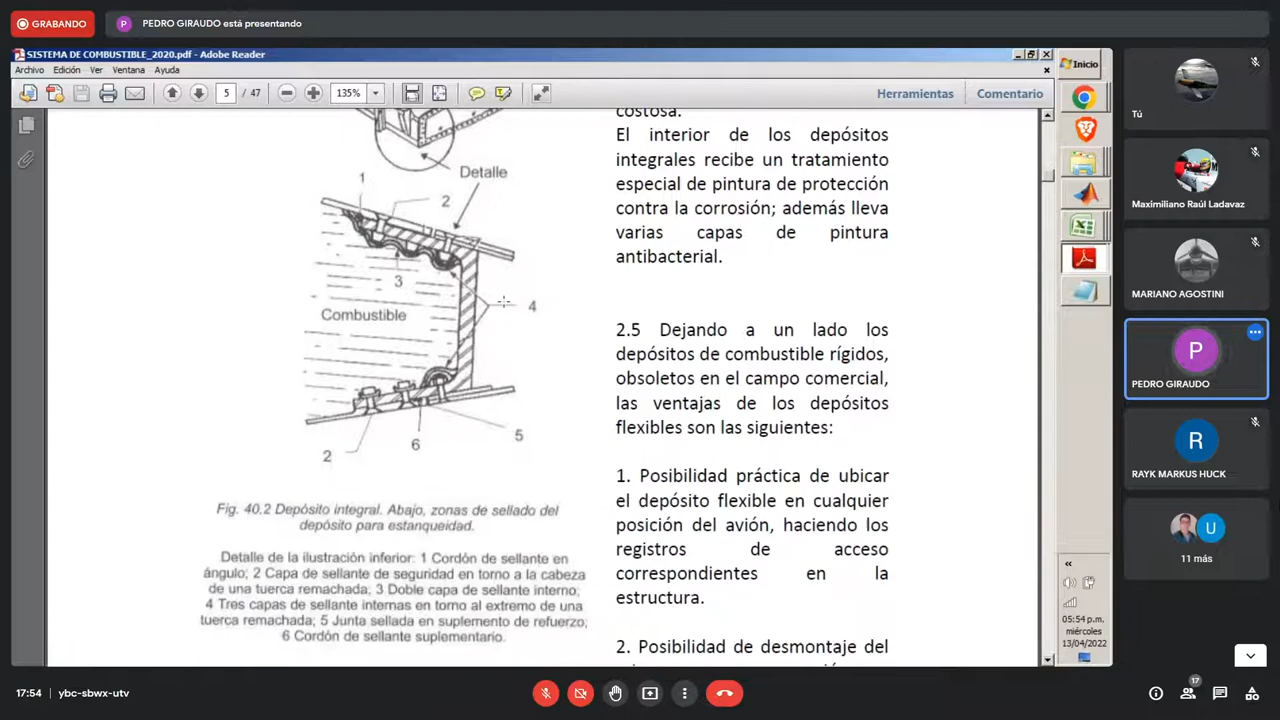 GRABANDO
PEDRO GIRAUDO está presentando
SISTEMA DE COMBUSTIBLE_2020.pdf - Adobe Reader
Archivo Edición Ver Ventana Ayuda
5 / 47
135%
Herramientas Comentario
Inicio
Detalle
1
2
3
4
Combustible
5
6
2
Fig. 40.2 Depósito integral. Abajo, zonas de sellado del
depósito para estanqueidad.
Detalle de la ilustración inferior: 1 Cordón de sellante en
ángulo; 2 Capa de sellante de seguridad en torno a la cabeza
de una tuerca remachada; 3 Doble capa de sellante interno;
4 Tres capas de sellante internas en torno al extremo de una
tuerca remachada; 5 Junta sellada en suplemento de refuerzo;
6 Cordón de sellante suplementario.
costosa.
El interior de los depósitos
integrales recibe un tratamiento
especial de pintura de protección
contra la corrosión; además lleva
varias capas de pintura
antibacterial.
2.5 Dejando a un lado los
depósitos de combustible rígidos,
obsoletos en el campo comercial,
las ventajas de los depósitos
flexibles son las siguientes:
1. Posibilidad práctica de ubicar
el depósito flexible en cualquier
posición del avión, haciendo los
registros de acceso
correspondientes en la
estructura.
2. Posibilidad de desmontaje del
05:54 p.m.
miércoles
13/04/2022
Tú
Maximiliano Raúl Ladavaz
MARIANO AGOSTINI
P
PEDRO GIRAUDO
R
RAYK MARKUS HUCK
U
11 más
17:54 ybc-sbwx-utv
17